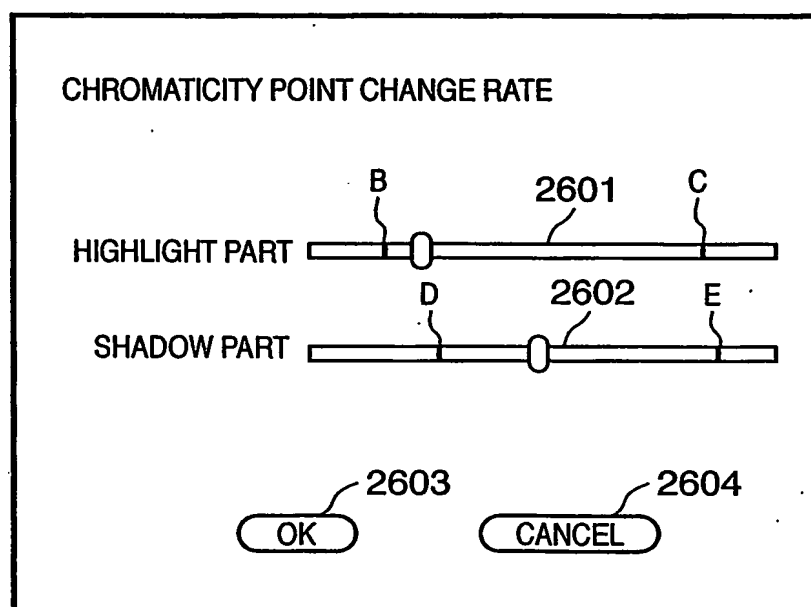 CHROMATICITY POINT CHANGE RATE
B 2601 C
HIGHLIGHT PART
D 2602 E
SHADOW PART
2603 2604
OK CANCEL